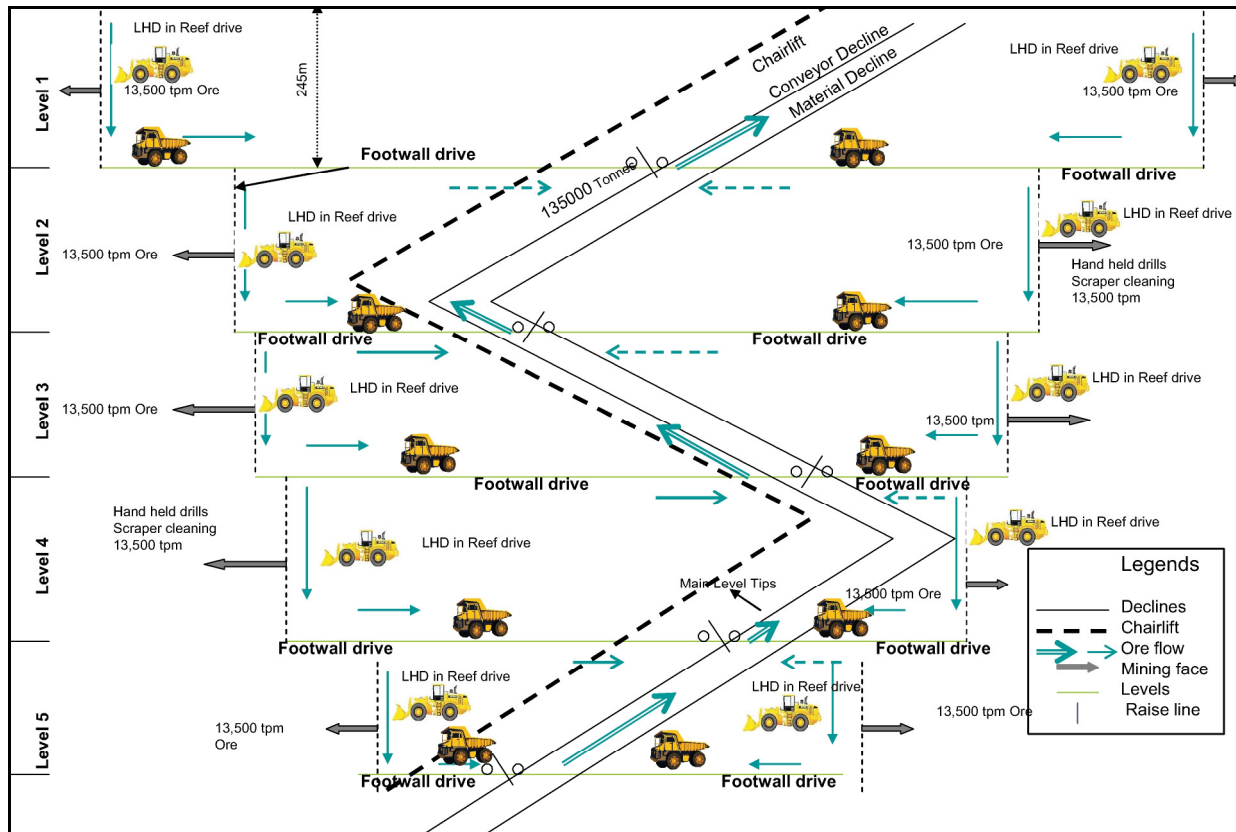 LHD in Reef drive
13,500 tpm Ore
Level 1
245m
Chairlift
Conveyor Decline
Material Decline
LHD in Reef drive
13,500 tpm Ore
Footwall drive
Footwall drive
135000 Tonnes
Level 2
LHD in Reef drive
13,500 tpm Ore
13,500 tpm Ore
LHD in Reef drive
Hand held drills
Scraper cleaning
13,500 tpm
Footwall drive
Footwall drive
Level 3
LHD in Reef drive
13,500 tpm Ore
LHD in Reef drive
13,500 tpm
Footwall drive
Footwall drive
Level 4
Hand held drills
Scraper cleaning
13,500 tpm
LHD in Reef drive
LHD in Reef drive
Main Level Tips
13,500 tpm Ore
Footwall drive
Footwall drive
Level 5
LHD in Reef drive
13,500 tpm
Ore
LHD in Reef drive
13,500 tpm Ore
Footwall drive
Footwall drive
Legends
Declines
Chairlift
Ore flow
Mining face
Levels
Raise line